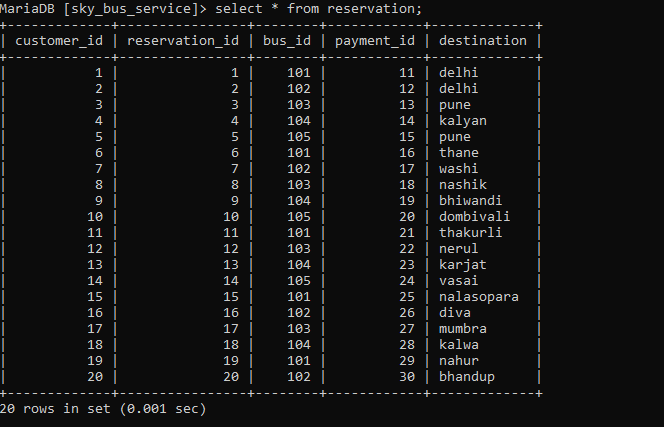 MariaDB [sky_bus_service]> select * from reservation;
+-------------+----------------+--------+------------+-------------+
| customer_id | reservation_id | bus_id | payment_id | destination |
+-------------+----------------+--------+------------+-------------+
|           1 |              1 |    101 |         11 | delhi       |
|           2 |              2 |    102 |         12 | delhi       |
|           3 |              3 |    103 |         13 | pune        |
|           4 |              4 |    104 |         14 | kalyan      |
|           5 |              5 |    105 |         15 | pune        |
|           6 |              6 |    101 |         16 | thane       |
|           7 |              7 |    102 |         17 | washi       |
|           8 |              8 |    103 |         18 | nashik      |
|           9 |              9 |    104 |         19 | bhiwandi    |
|          10 |             10 |    105 |         20 | dombivali   |
|          11 |             11 |    101 |         21 | thakurli    |
|          12 |             12 |    103 |         22 | nerul       |
|          13 |             13 |    104 |         23 | karjat      |
|          14 |             14 |    105 |         24 | vasai       |
|          15 |             15 |    101 |         25 | nalasopara  |
|          16 |             16 |    102 |         26 | diva        |
|          17 |             17 |    103 |         27 | mumbra      |
|          18 |             18 |    104 |         28 | kalwa       |
|          19 |             19 |    101 |         29 | nahur       |
|          20 |             20 |    102 |         30 | bhandup     |
+-------------+----------------+--------+------------+-------------+
20 rows in set (0.001 sec)